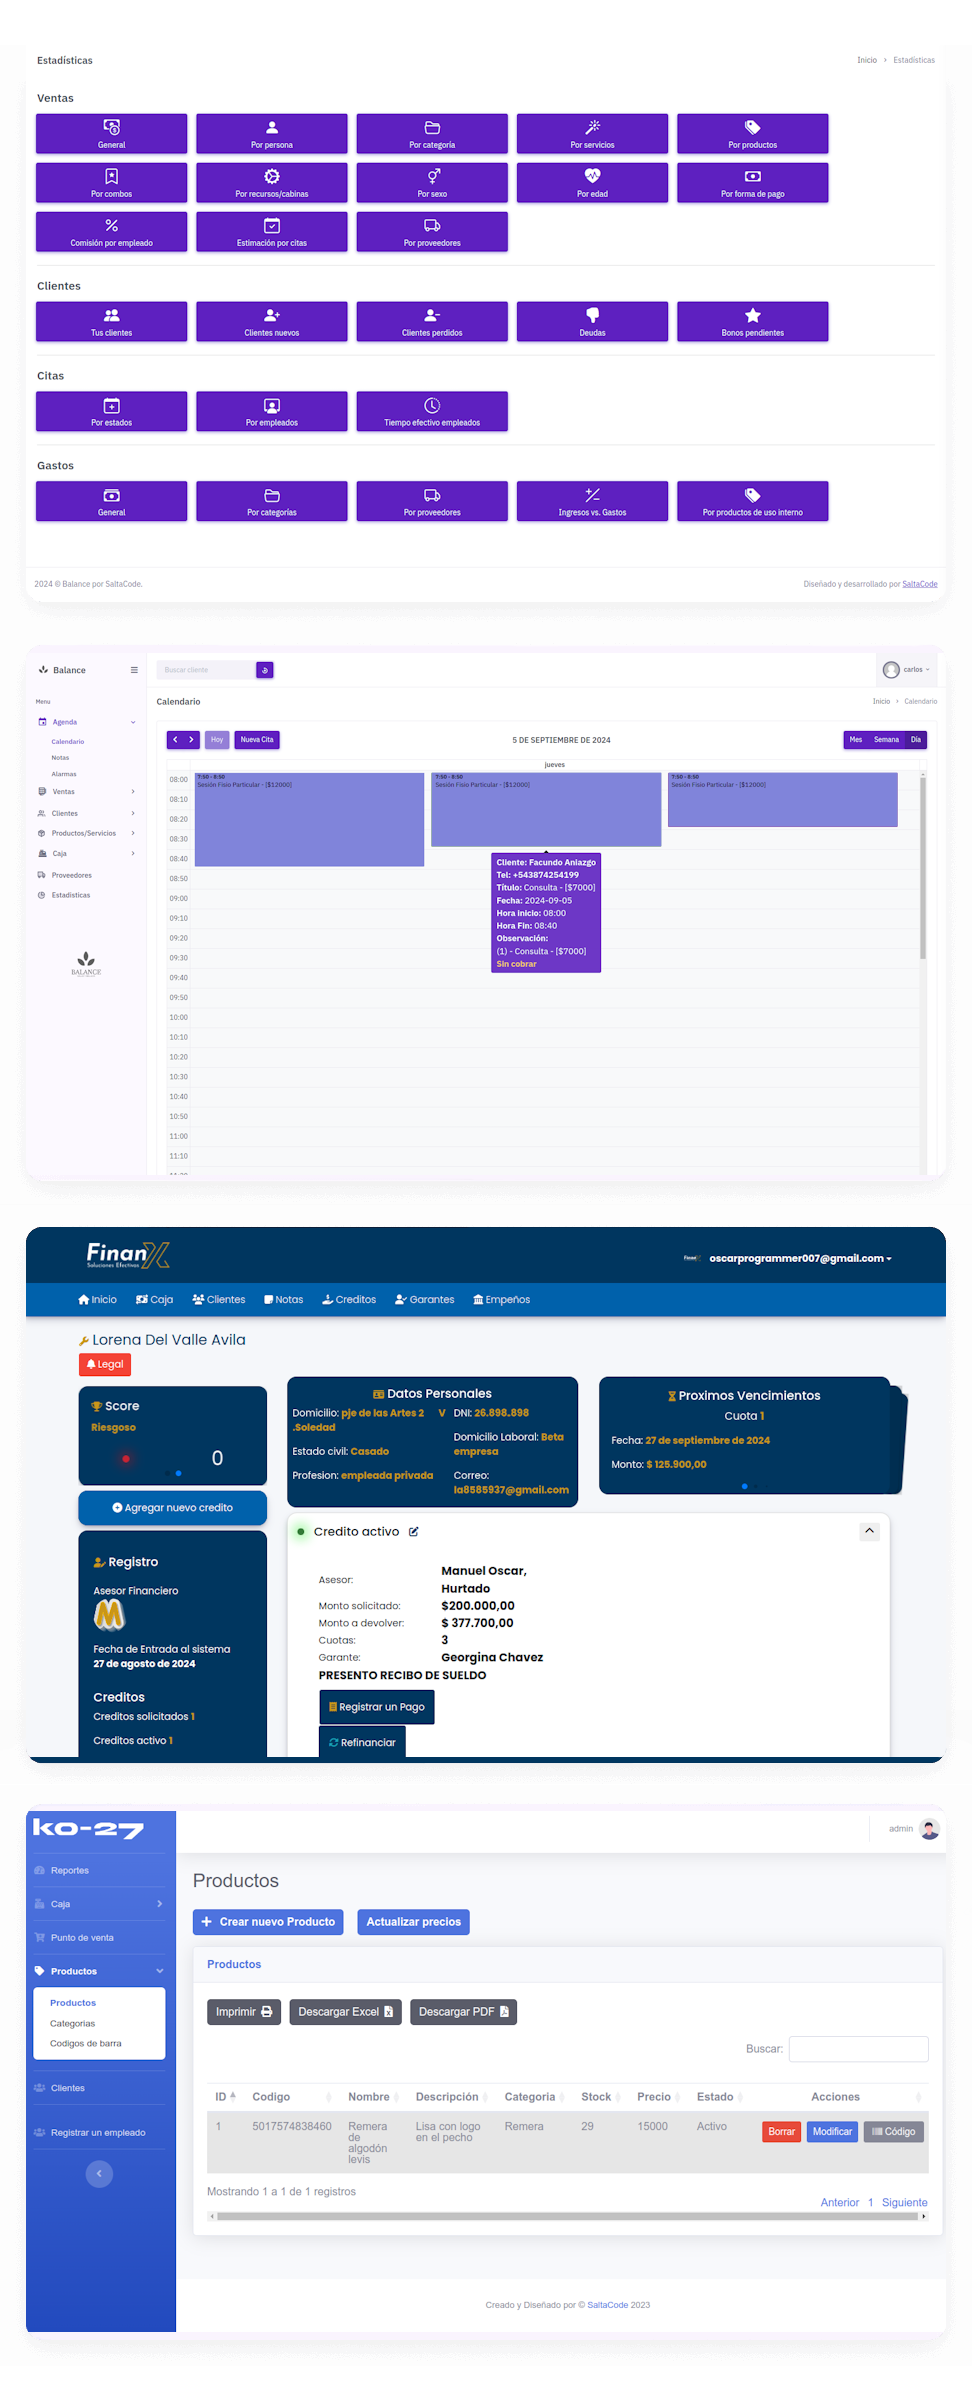 Estadísticas
Inicio > Estadísticas
Ventas
General
Por persona
Por categoría
Por servicios
Por productos
Por combos
Por recursos/cabinas
Por sexo
Por edad
Por forma de pago
Comisión por empleado
Estimación por citas
Por proveedores
Clientes
Tus clientes
Clientes nuevos
Clientes perdidos
Deudas
Bonos pendientes
Citas
Por estados
Por empleados
Tiempo efectivo empleados
Gastos
General
Por categorías
Por proveedores
Ingresos vs. Gastos
Por productos de uso interno
2024 © Balance por SaltaCode.
Diseñado y desarrollado por SaltaCode
Balance
Buscar cliente
carlos
Menu
Calendario
Inicio > Calendario
Agenda
Calendario
Notas
Alarmas
Ventas
Clientes
Productos/Servicios
Caja
Proveedores
Estadísticas
BALANCE
Hoy
Nueva Cita
5 DE SEPTIEMBRE DE 2024
Mes
Semana
Día
jueves
08:00
08:10
08:20
08:30
08:40
08:50
09:00
09:10
09:20
09:30
09:40
09:50
10:00
10:10
10:20
10:30
10:40
10:50
11:00
11:10
7:50 - 8:50
Sesión Fisio Particular - [$12000]
7:50 - 8:50
Sesión Fisio Particular - [$12000]
7:50 - 8:50
Sesión Fisio Particular - [$12000]
Cliente: Facundo Aniazgo
Tel: +543874254199
Título: Consulta - [$7000]
Fecha: 2024-09-05
Hora Inicio: 08:00
Hora Fin: 08:40
Observación:
(1) - Consulta - [$7000]
Sin cobrar
FinanX
Soluciones Efectivas
oscarprogrammer007@gmail.com
Inicio
Caja
Clientes
Notas
Creditos
Garantes
Empeños
Lorena Del Valle Avila
Legal
Score
Riesgoso
0
Agregar nuevo credito
Registro
Asesor Financiero
M
Fecha de Entrada al sistema
27 de agosto de 2024
Creditos
Creditos solicitados 1
Creditos activo 1
Datos Personales
Domicilio: pje de las Artes 2 V
.Soledad
Estado civil: Casado
Profesion: empleada privada
DNI: 26.898.898
Domicilio Laboral: Beta
empresa
Correo:
la8585937@gmail.com
Proximos Vencimientos
Cuota 1
Fecha: 27 de septiembre de 2024
Monto: $ 125.900,00
Credito activo
Asesor: Manuel Oscar,
Hurtado
Monto solicitado: $200.000,00
Monto a devolver: $ 377.700,00
Cuotas: 3
Garante: Georgina Chavez
PRESENTO RECIBO DE SUELDO
Registrar un Pago
Refinanciar
ko-27
admin
Reportes
Caja
Punto de venta
Productos
Productos
Categorias
Codigos de barra
Clientes
Registrar un empleado
Productos
Crear nuevo Producto
Actualizar precios
Productos
Imprimir
Descargar Excel
Descargar PDF
Buscar:
ID Codigo Nombre Descripción Categoria Stock Precio Estado Acciones
1 5017574838460 Remera de algodón levis Lisa con logo en el pecho Remera 29 15000 Activo Borrar Modificar Código
Mostrando 1 a 1 de 1 registros
Anterior 1 Siguiente
Creado y Diseñado por © SaltaCode 2023